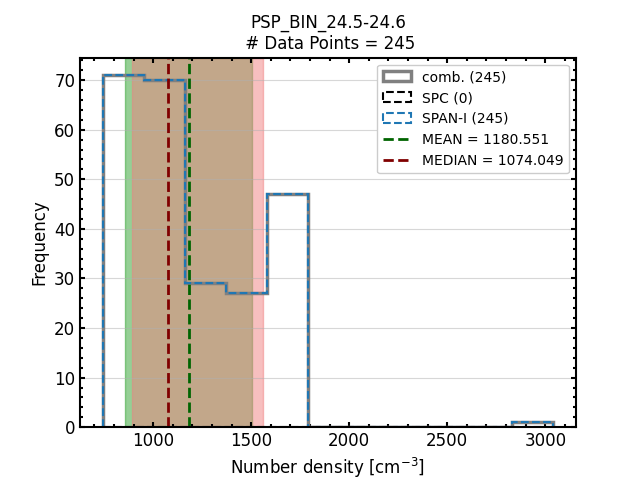 PSP_BIN_24.5-24.6
# Data Points = 245
comb. (245)
SPC (0)
SPAN-I (245)
MEAN = 1180.551
MEDIAN = 1074.049
Frequency
70
60
50
40
30
20
10
0
1000 1500 2000 2500 3000
Number density [cm⁻³]